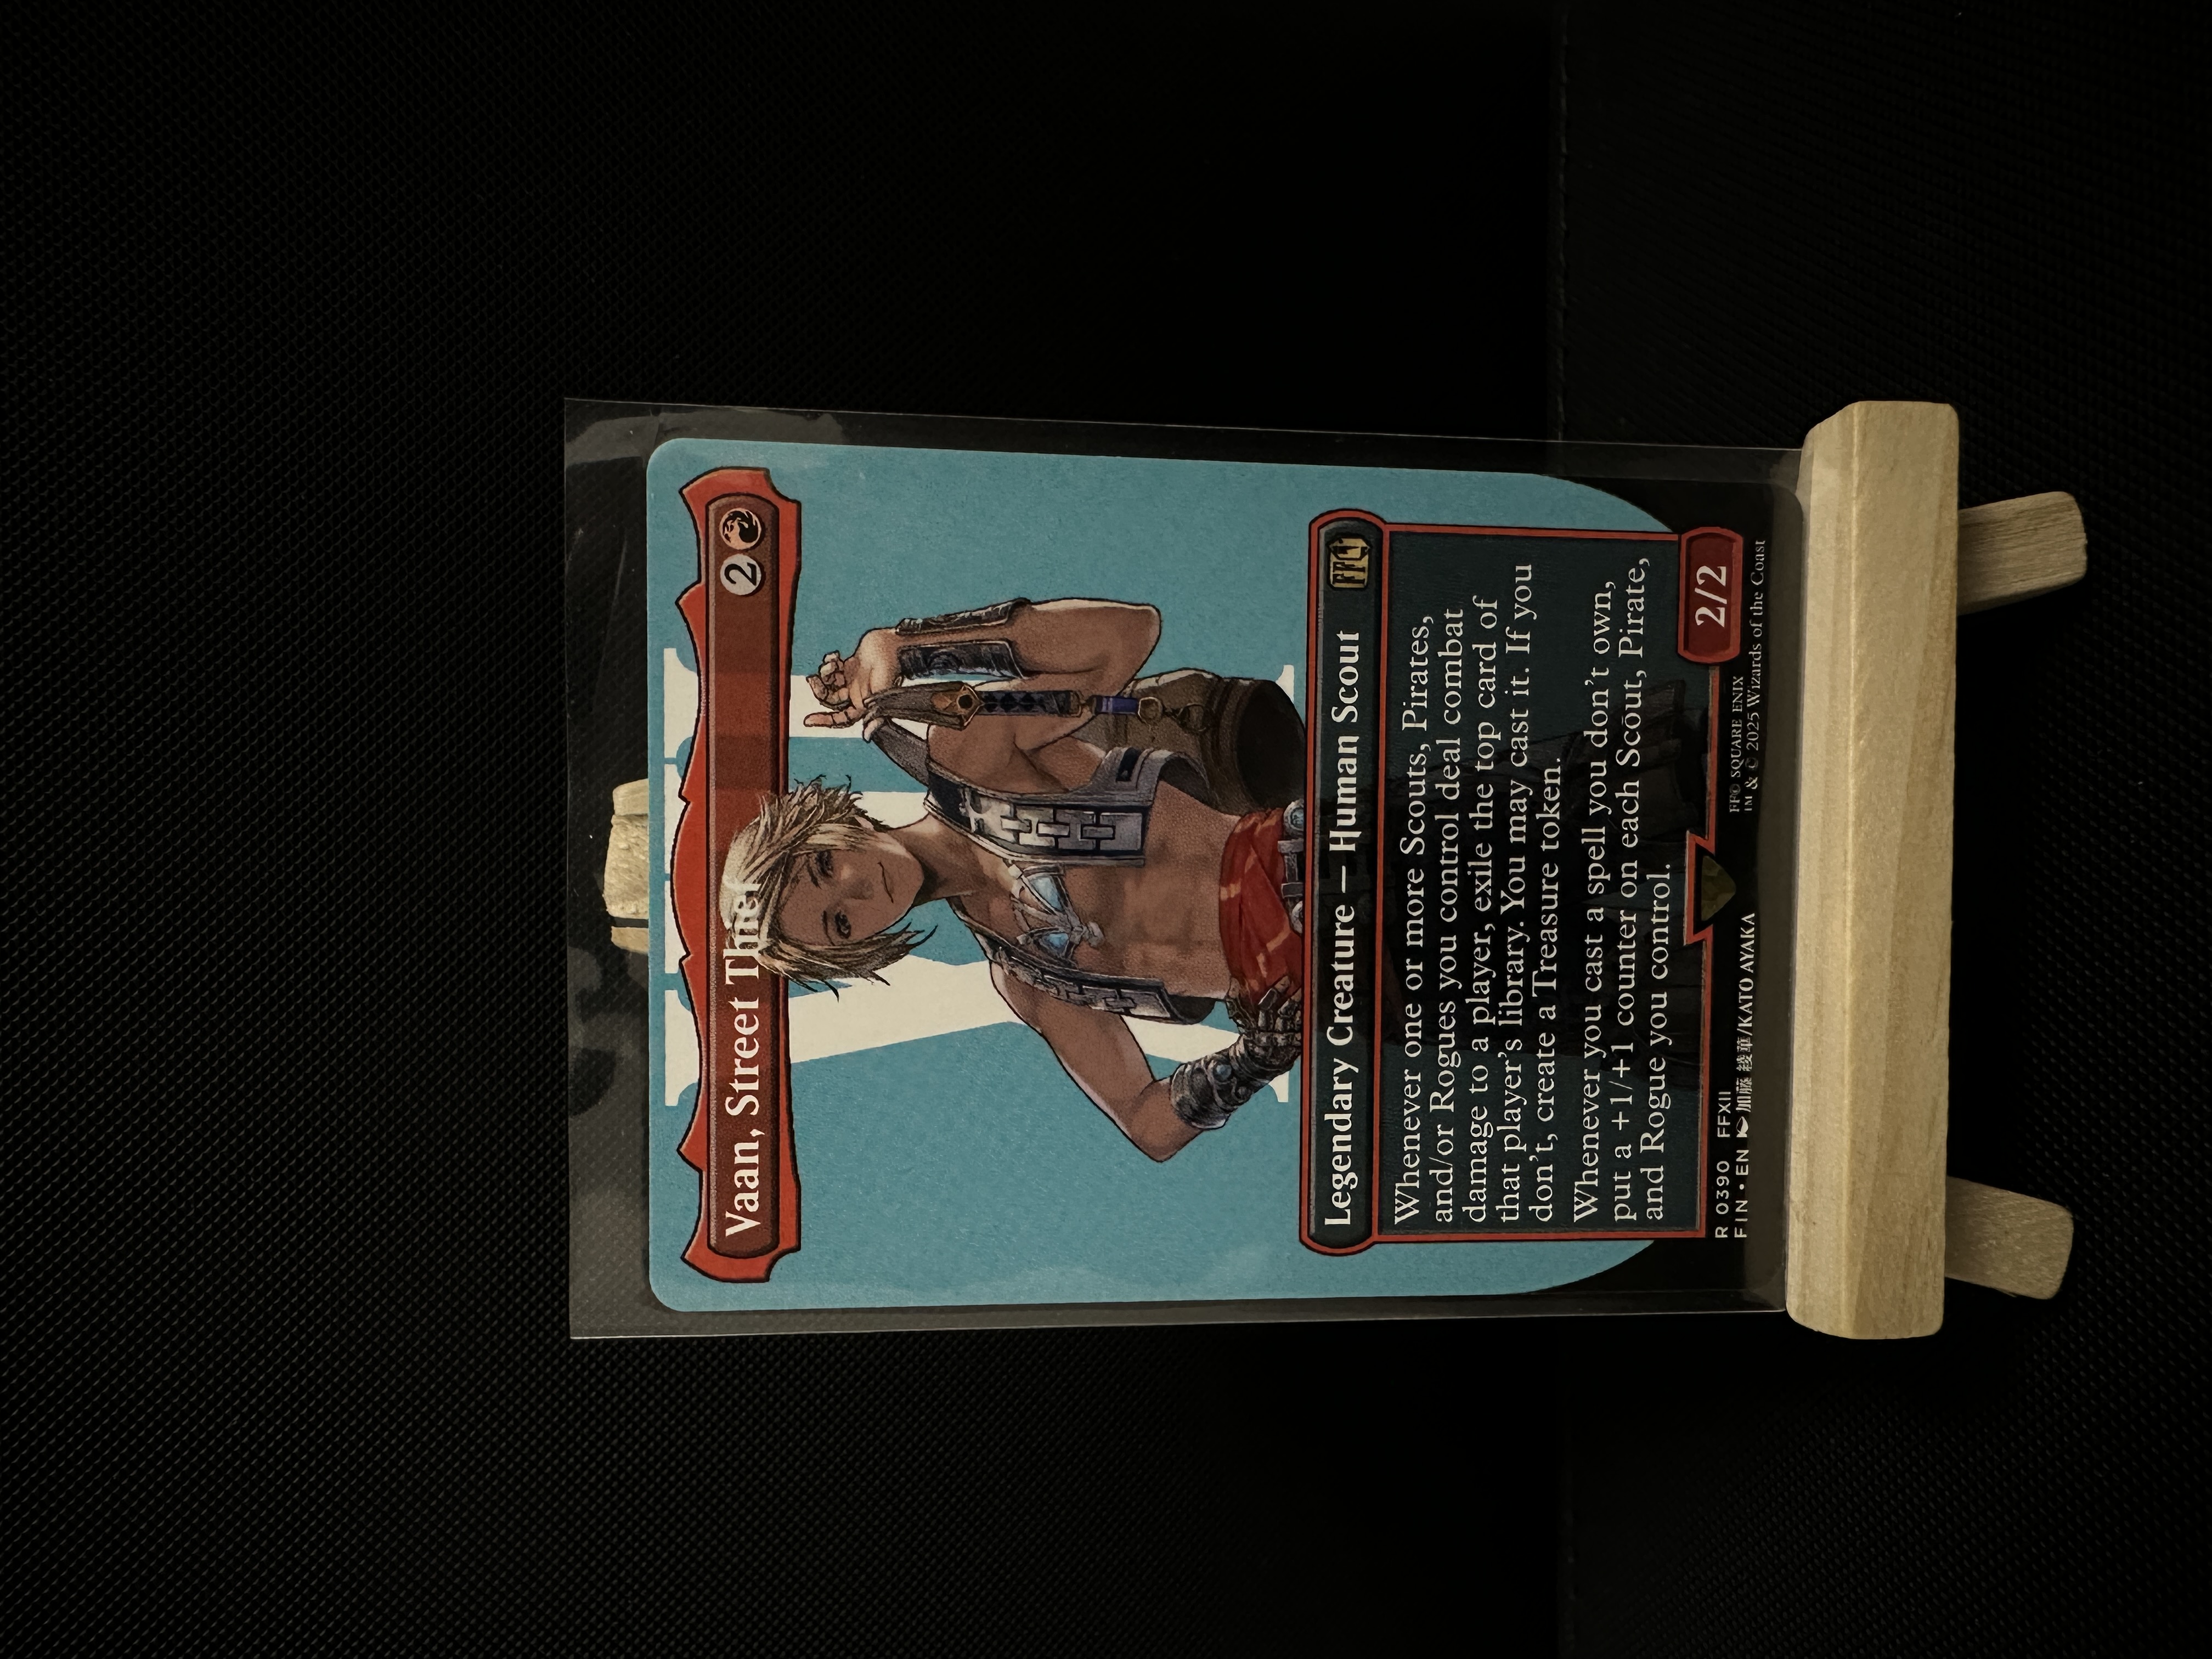 XII
Vaan, Street Thief 2
Legendary Creature — Human Scout FFXII
Whenever one or more Scouts, Pirates,
and/or Rogues you control deal combat
damage to a player, exile the top card of
that player's library. You may cast it. If you
don't, create a Treasure token.
Whenever you cast a spell you don't own,
put a +1/+1 counter on each Scout, Pirate,
and Rogue you control.
2/2
R 0390 FFXII
FIN • EN 加藤 綾華/KATO AYAKA
FF© SQUARE ENIX
™ & © 2025 Wizards of the Coast